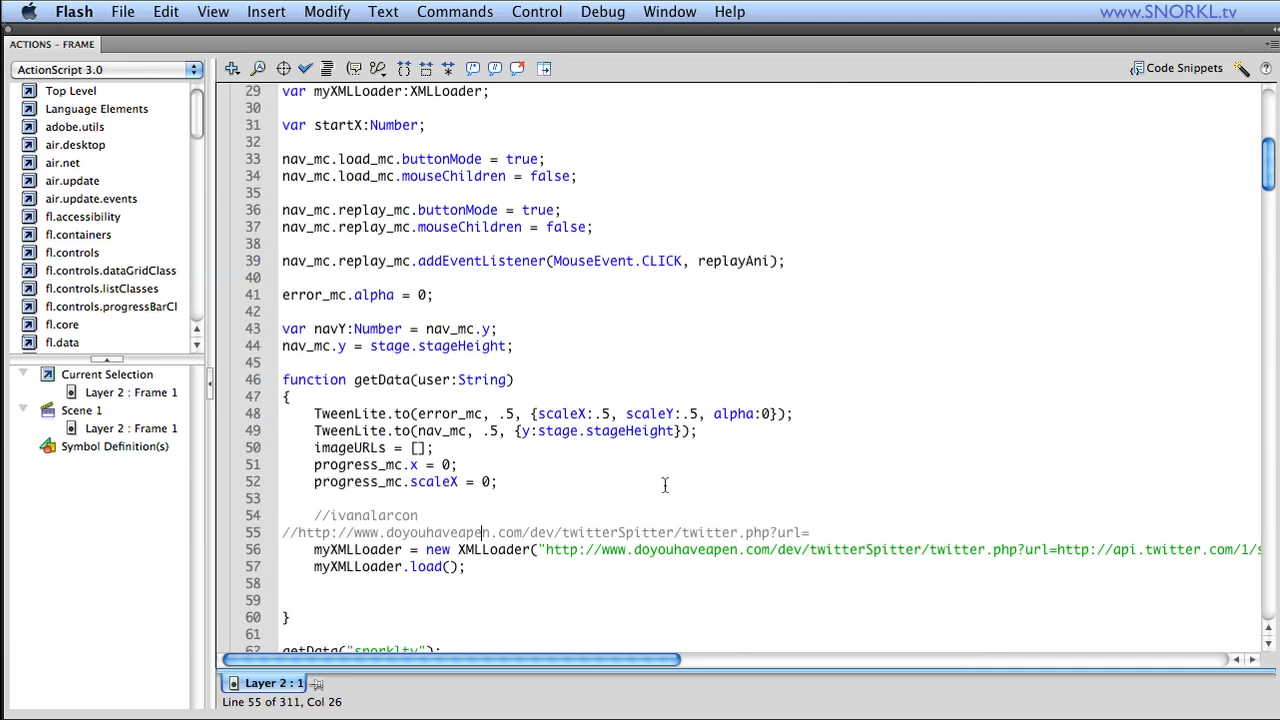 Flash File Edit View Insert Modify Text Commands Control Debug Window Help www.SNORKL.tv
ACTIONS - FRAME
ActionScript 3.0
Code Snippets
Top Level
Language Elements
adobe.utils
air.desktop
air.net
air.update
air.update.events
fl.accessibility
fl.containers
fl.controls
fl.controls.dataGridClass
fl.controls.listClasses
fl.controls.progressBarCl
fl.core
fl.data
Current Selection
Layer 2 : Frame 1
Scene 1
Layer 2 : Frame 1
Symbol Definition(s)
29 var myXMLLoader:XMLLoader;
30
31 var startX:Number;
32
33 nav_mc.load_mc.buttonMode = true;
34 nav_mc.load_mc.mouseChildren = false;
35
36 nav_mc.replay_mc.buttonMode = true;
37 nav_mc.replay_mc.mouseChildren = false;
38
39 nav_mc.replay_mc.addEventListener(MouseEvent.CLICK, replayAni);
40
41 error_mc.alpha = 0;
42
43 var navY:Number = nav_mc.y;
44 nav_mc.y = stage.stageHeight;
45
46 function getData(user:String)
47 {
48 TweenLite.to(error_mc, .5, {scaleX:.5, scaleY:.5, alpha:0});
49 TweenLite.to(nav_mc, .5, {y:stage.stageHeight});
50 imageURLs = [];
51 progress_mc.x = 0;
52 progress_mc.scaleX = 0;
53
54 //ivanalarcon
55 //http://www.doyouhaveapen.com/dev/twitterSpitter/twitter.php?url=
56 myXMLLoader = new XMLLoader("http://www.doyouhaveapen.com/dev/twitterSpitter/twitter.php?url=http://api.twitter.com/1/s
57 myXMLLoader.load();
58
59
60 }
61
62 getData("snorkltv");
Layer 2 : 1
Line 55 of 311, Col 26